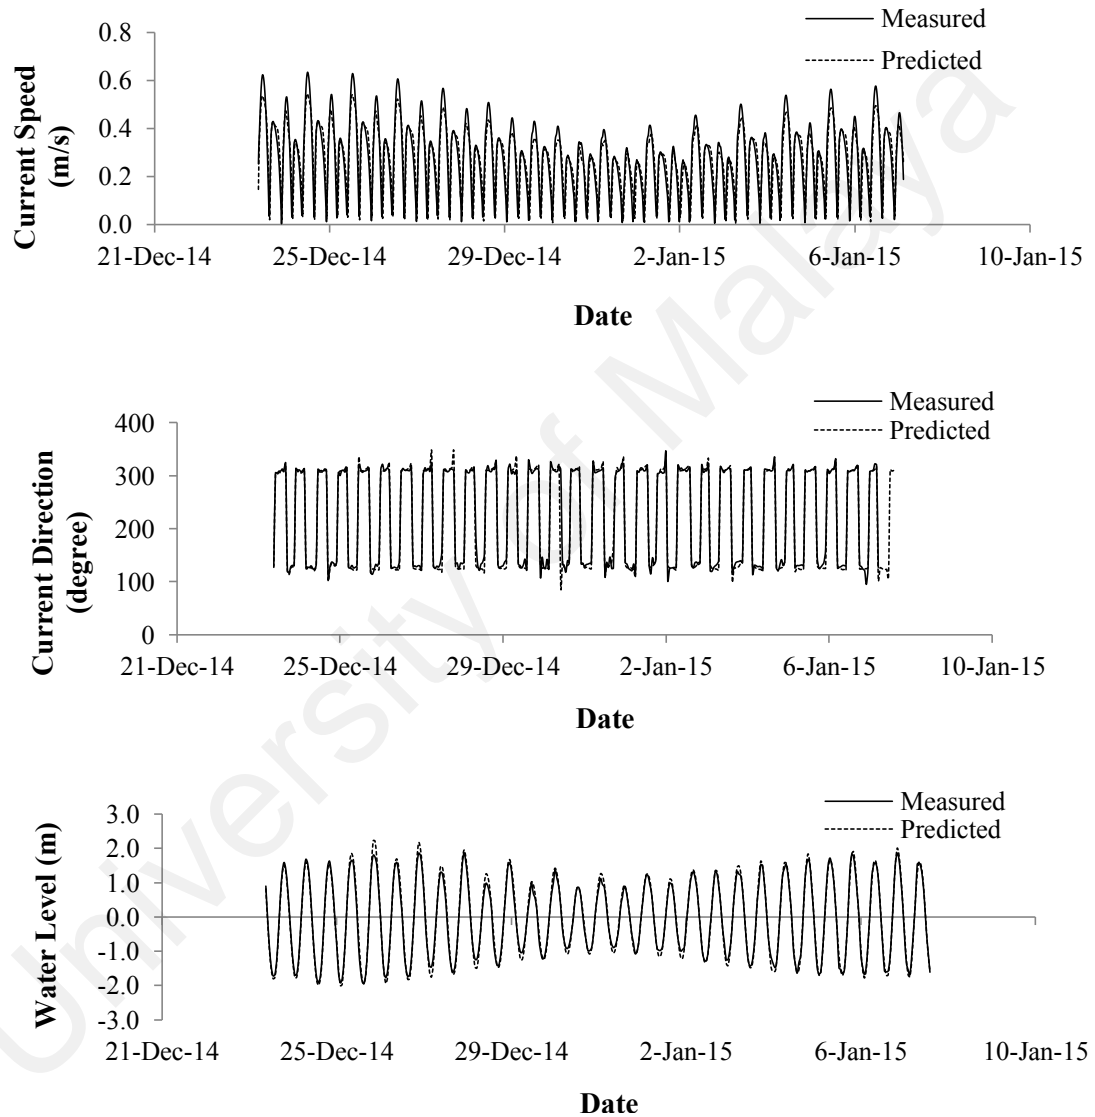 Measured
Predicted
Current Speed
(m/s)
0.8
0.6
0.4
0.2
0.0
21-Dec-14 25-Dec-14 29-Dec-14 2-Jan-15 6-Jan-15 10-Jan-15
Date
Measured
Predicted
Current Direction
(degree)
400
300
200
100
0
21-Dec-14 25-Dec-14 29-Dec-14 2-Jan-15 6-Jan-15 10-Jan-15
Date
Measured
Predicted
Water Level (m)
3.0
2.0
1.0
0.0
-1.0
-2.0
-3.0
21-Dec-14 25-Dec-14 29-Dec-14 2-Jan-15 6-Jan-15 10-Jan-15
Date
University of Malaya